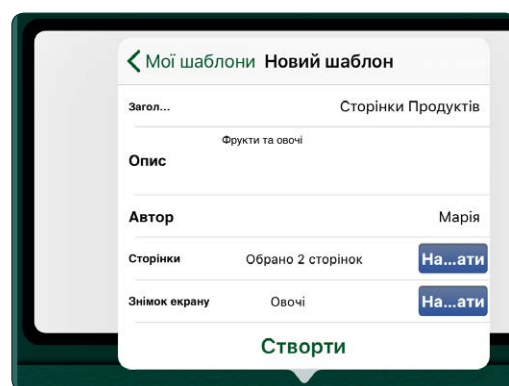 Мої шаблони Новий шаблон
Загол... Сторінки Продуктів
Фрукти та овочі
Опис
Автор Марія
Сторінки Обрано 2 сторінок На...ати
Знімок екрану Овочі На...ати
Створти